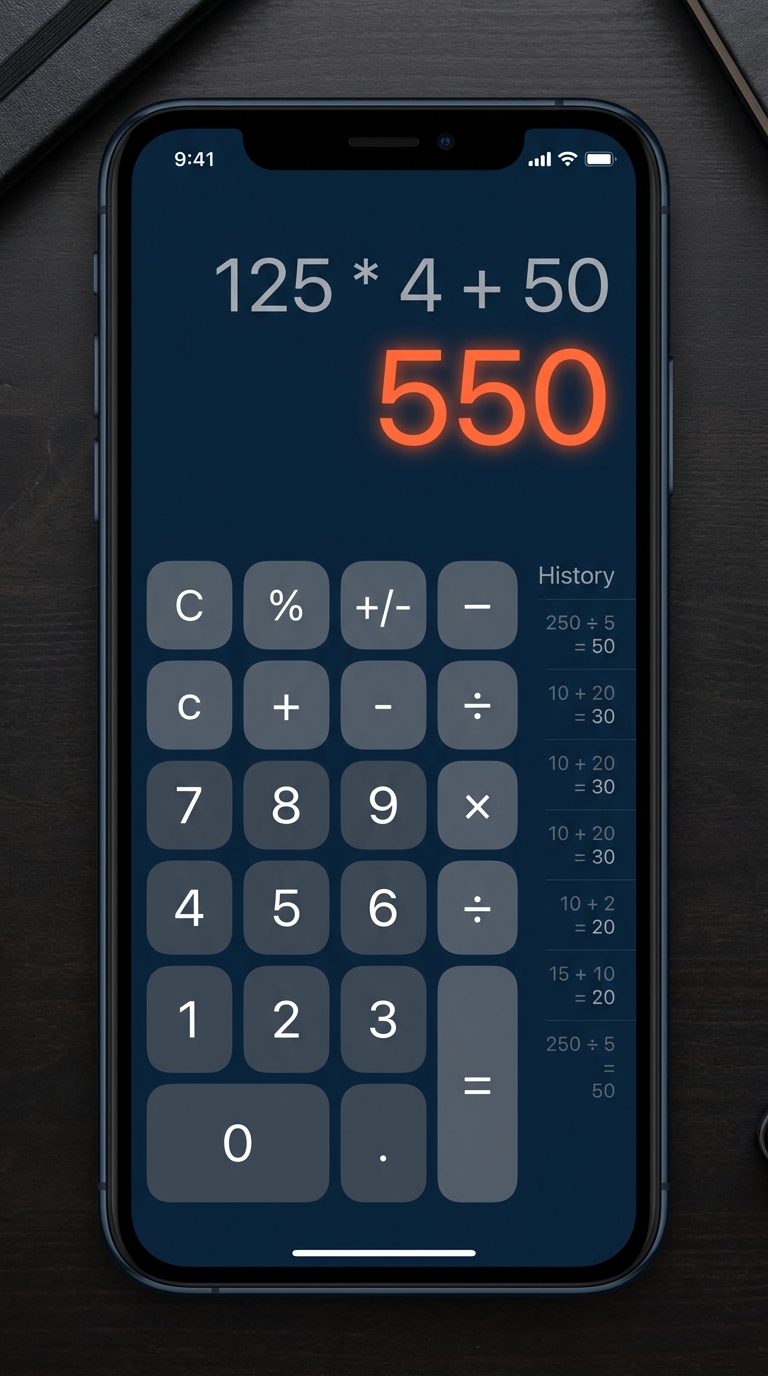 9:41
125 * 4 + 50
550
C % +/- −
c + - ÷
7 8 9 ×
4 5 6 ÷
1 2 3
=
0 .
History
250 ÷ 5
= 50
10 + 20
= 30
10 + 20
= 30
10 + 20
= 30
10 + 2
= 20
15 + 10
= 20
250 ÷ 5
=
50